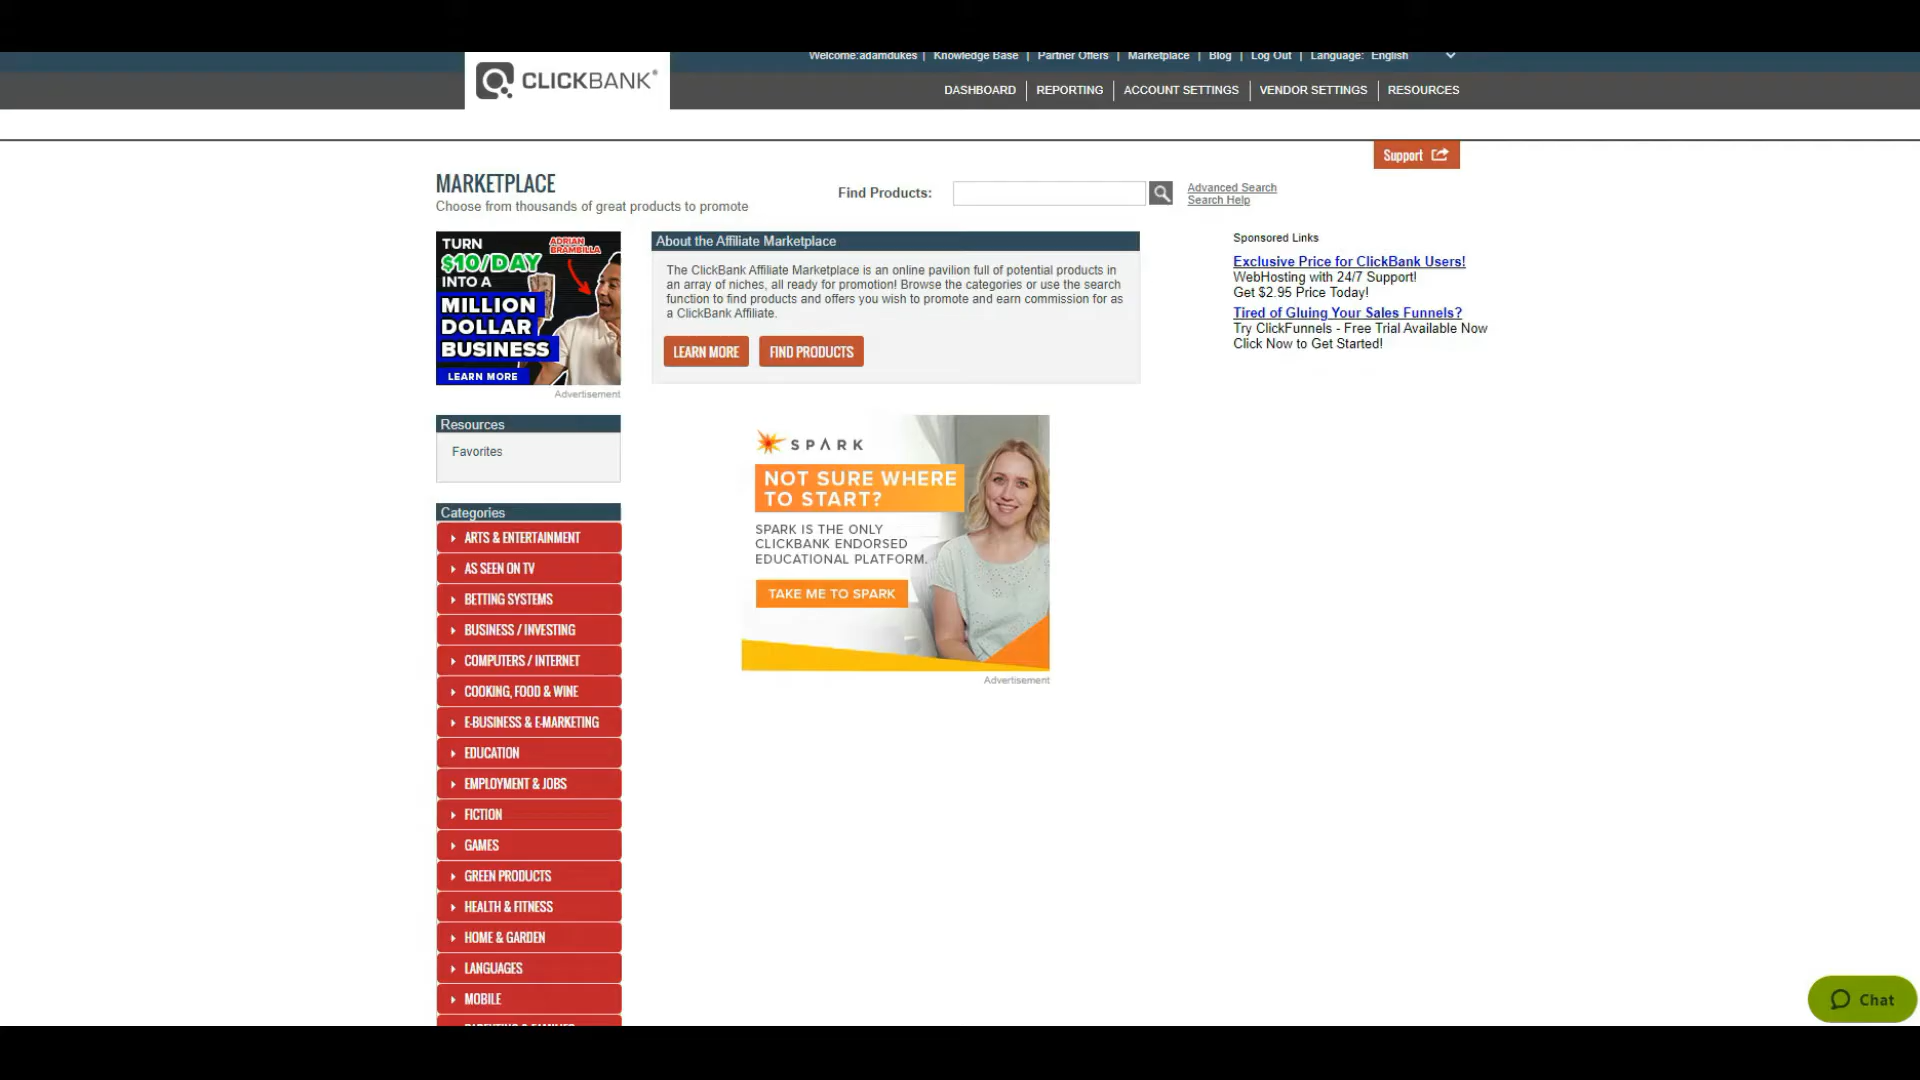 Welcome:adamdukes | Knowledge Base | Partner Offers | Marketplace | Blog | Log Out | Language: English
CLICKBANK®
DASHBOARD | REPORTING | ACCOUNT SETTINGS | VENDOR SETTINGS | RESOURCES
Support
MARKETPLACE
Choose from thousands of great products to promote
Find Products:
Advanced Search
Search Help
TURN
$10/DAY
INTO A
MILLION
DOLLAR
BUSINESS
LEARN MORE
ADRIAN
BRAMBILLA
Advertisement
About the Affiliate Marketplace
The ClickBank Affiliate Marketplace is an online pavilion full of potential products in
an array of niches, all ready for promotion! Browse the categories or use the search
function to find products and offers you wish to promote and earn commission for as
a ClickBank Affiliate.
LEARN MORE
FIND PRODUCTS
Sponsored Links
Exclusive Price for ClickBank Users!
WebHosting with 24/7 Support!
Get $2.95 Price Today!
Tired of Gluing Your Sales Funnels?
Try ClickFunnels - Free Trial Available Now
Click Now to Get Started!
Resources
Favorites
SPARK
NOT SURE WHERE
TO START?
SPARK IS THE ONLY
CLICKBANK ENDORSED
EDUCATIONAL PLATFORM.
TAKE ME TO SPARK
Advertisement
Categories
ARTS & ENTERTAINMENT
AS SEEN ON TV
BETTING SYSTEMS
BUSINESS / INVESTING
COMPUTERS / INTERNET
COOKING, FOOD & WINE
E-BUSINESS & E-MARKETING
EDUCATION
EMPLOYMENT & JOBS
FICTION
GAMES
GREEN PRODUCTS
HEALTH & FITNESS
HOME & GARDEN
LANGUAGES
MOBILE
Chat